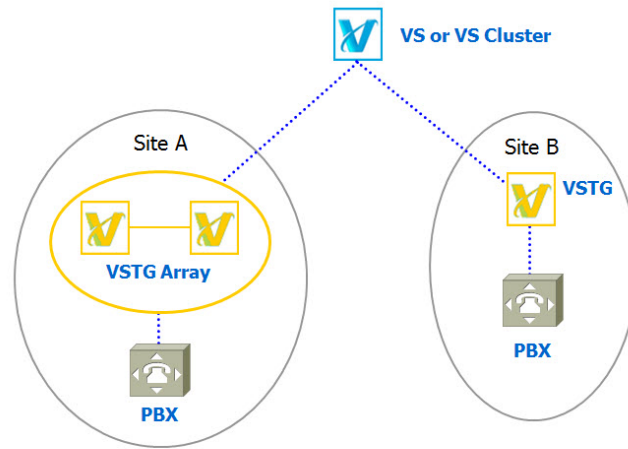 VS or VS Cluster
Site A
Site B
VSTG
VSTG Array
PBX
PBX